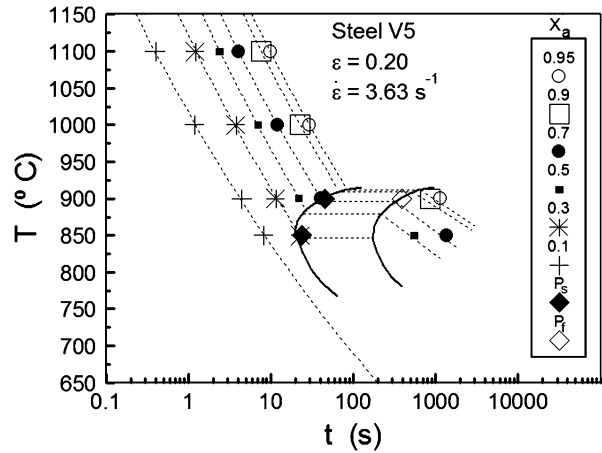 1150
1100
1050
1000
950
900
850
800
750
700
650
T (º C)
0.1
1
10
100
1000
10000
t (s)
Steel V5
ε = 0.20
ε̇ = 3.63 s⁻¹
Xₐ
0.95
0.9
0.7
0.5
0.3
0.1
Pₛ
P_f